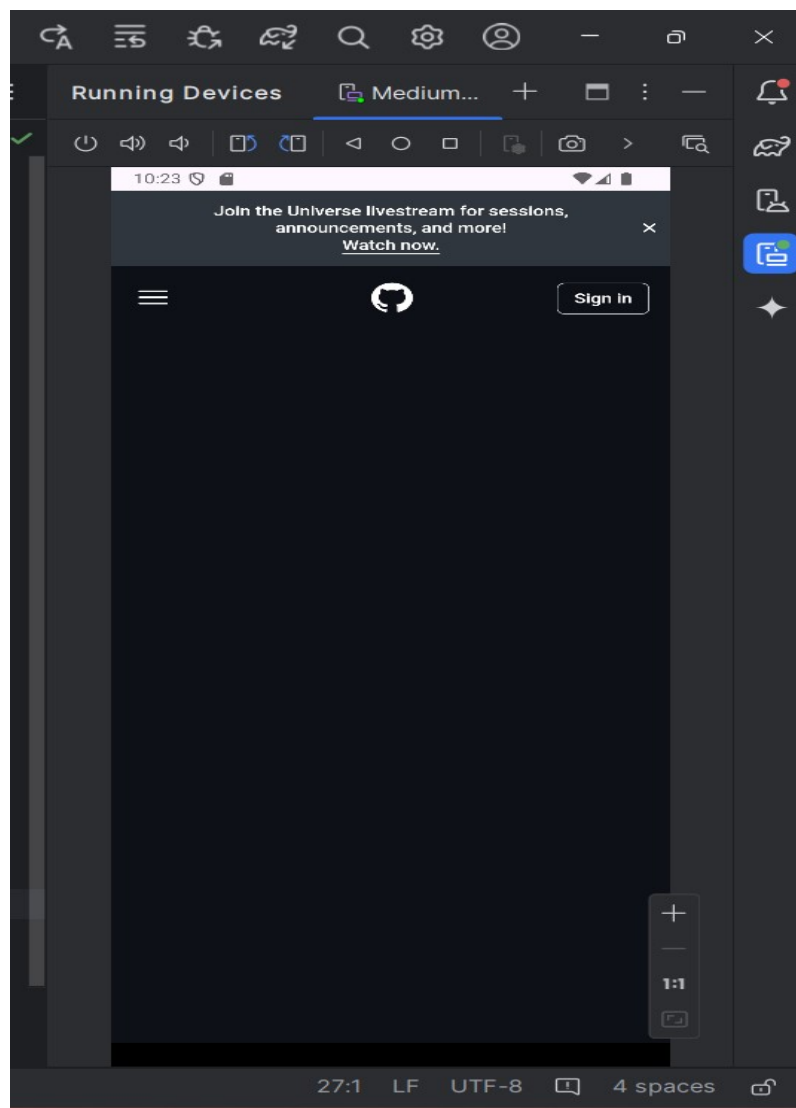 Running Devices
Medium...
10:23
Join the Universe livestream for sessions,
announcements, and more!
Watch now.
Sign in
1:1
27:1 LF UTF-8 4 spaces